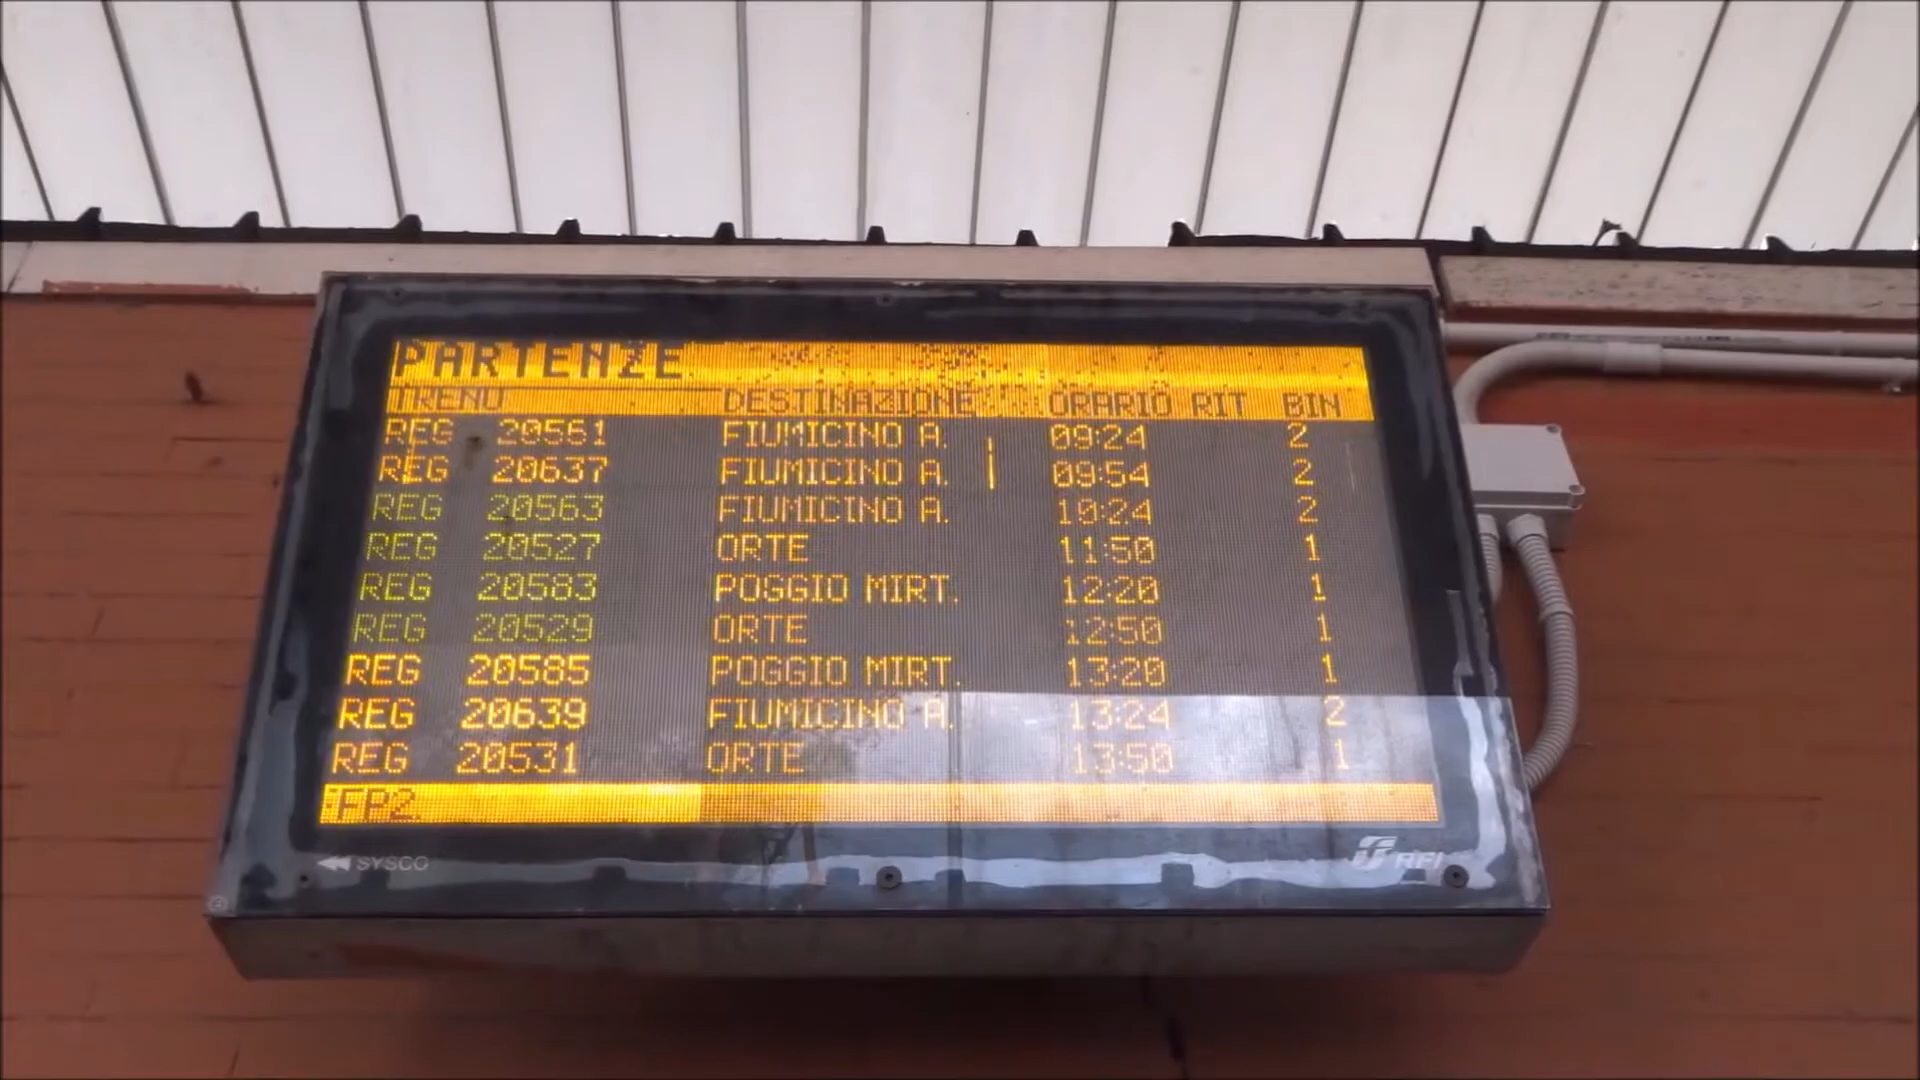 PARTENZE
TRENO DESTINAZIONE ORARIO RIT BIN
REG 20561 FIUMICINO A. 09:24 2
REG 20637 FIUMICINO A. 09:54 2
REG 20563 FIUMICINO A. 10:24 2
REG 20527 ORTE 11:50 1
REG 20583 POGGIO MIRT. 12:20 1
REG 20529 ORTE 12:50 1
REG 20585 POGGIO MIRT. 13:20 1
REG 20639 FIUMICINO A. 13:24 2
REG 20531 ORTE 13:50 1
SYSCO RFI